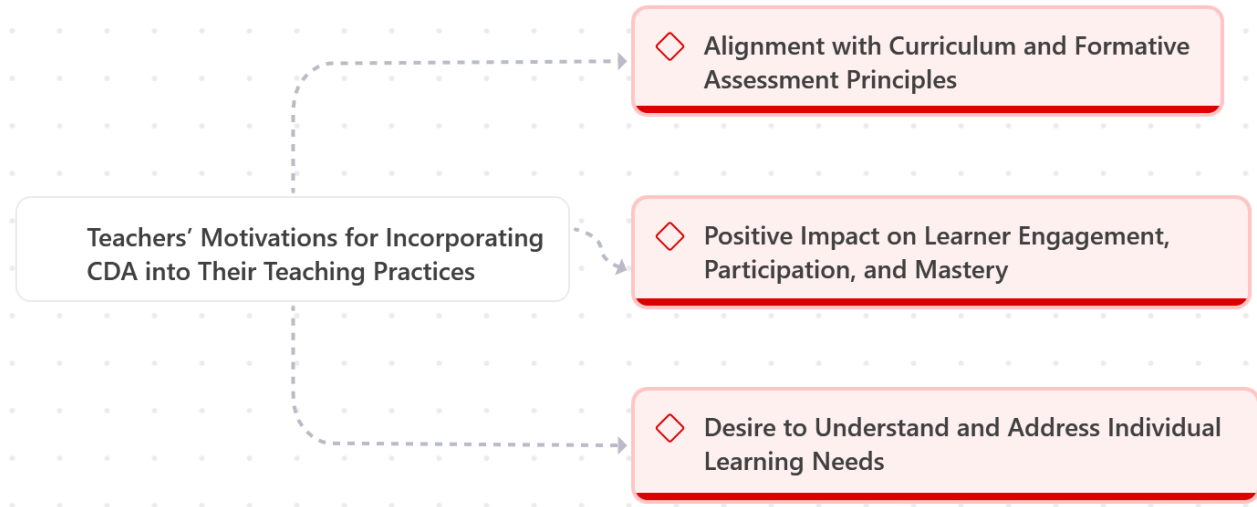 Alignment with Curriculum and Formative
Assessment Principles
Teachers’ Motivations for Incorporating
CDA into Their Teaching Practices
Positive Impact on Learner Engagement,
Participation, and Mastery
Desire to Understand and Address Individual
Learning Needs